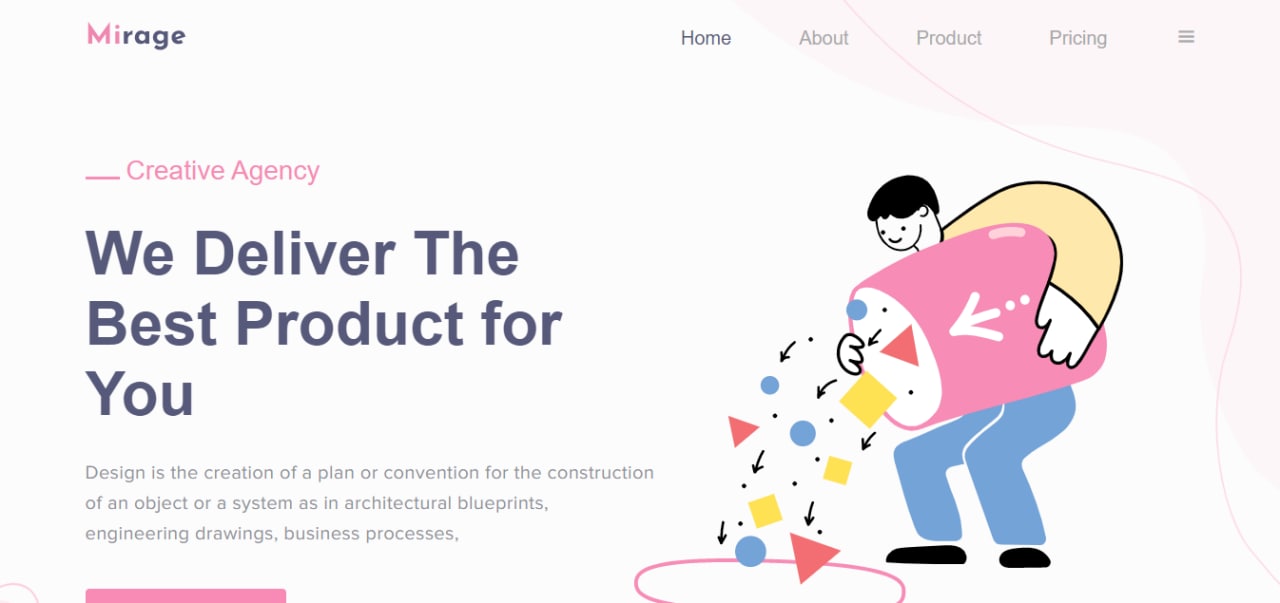 Mirage
Home About Product Pricing
Creative Agency
We Deliver The
Best Product for
You
Design is the creation of a plan or convention for the construction
of an object or a system as in architectural blueprints,
engineering drawings, business processes,